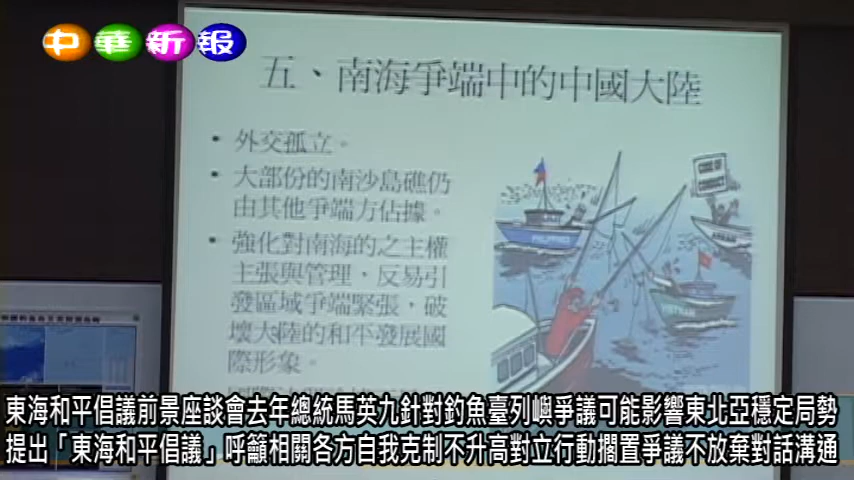 中華新報
五、南海爭端中的中國大陸
• 外交孤立。
• 大部份的南沙島礁仍
由其他爭端方佔據。
• 強化對南海的之主權
主張與管理，反易引
發區域爭端緊張，破
壞大陸的和平發展國
際形象。
CODE OF
CONDUCT
PHILIPPINES
ASEAN
東海和平倡議前景座談會去年總統馬英九針對釣魚臺列嶼爭議可能影響東北亞穩定局勢
提出「東海和平倡議」呼籲相關各方自我克制不升高對立行動擱置爭議不放棄對話溝通